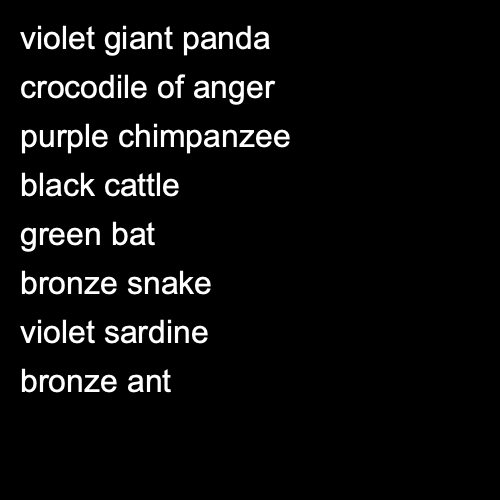 violet giant panda
crocodile of anger
purple chimpanzee
black cattle
green bat
bronze snake
violet sardine
bronze ant